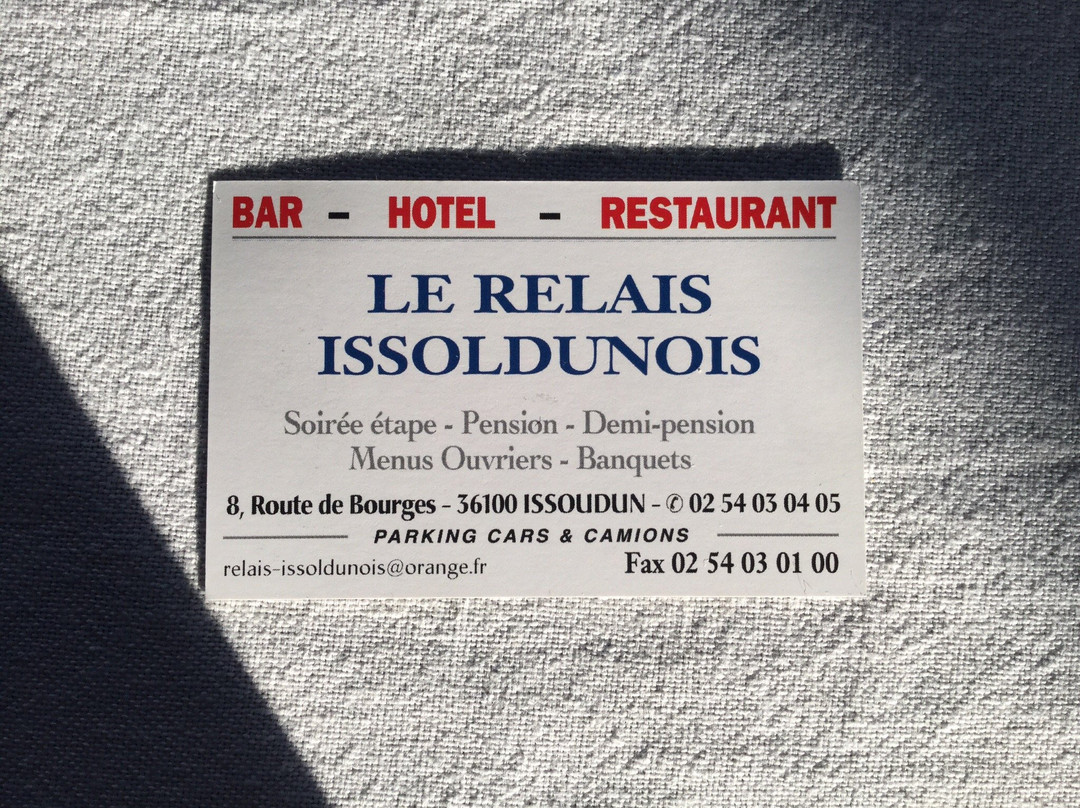 BAR - HOTEL - RESTAURANT
LE RELAIS
ISSOLDUNOIS
Soirée étape - Pension - Demi-pension
Menus Ouvriers - Banquets
8, Route de Bourges - 36100 ISSOUDUN - ✆ 02 54 03 04 05
PARKING CARS & CAMIONS
relais-issoldunois@orange.fr Fax 02 54 03 01 00